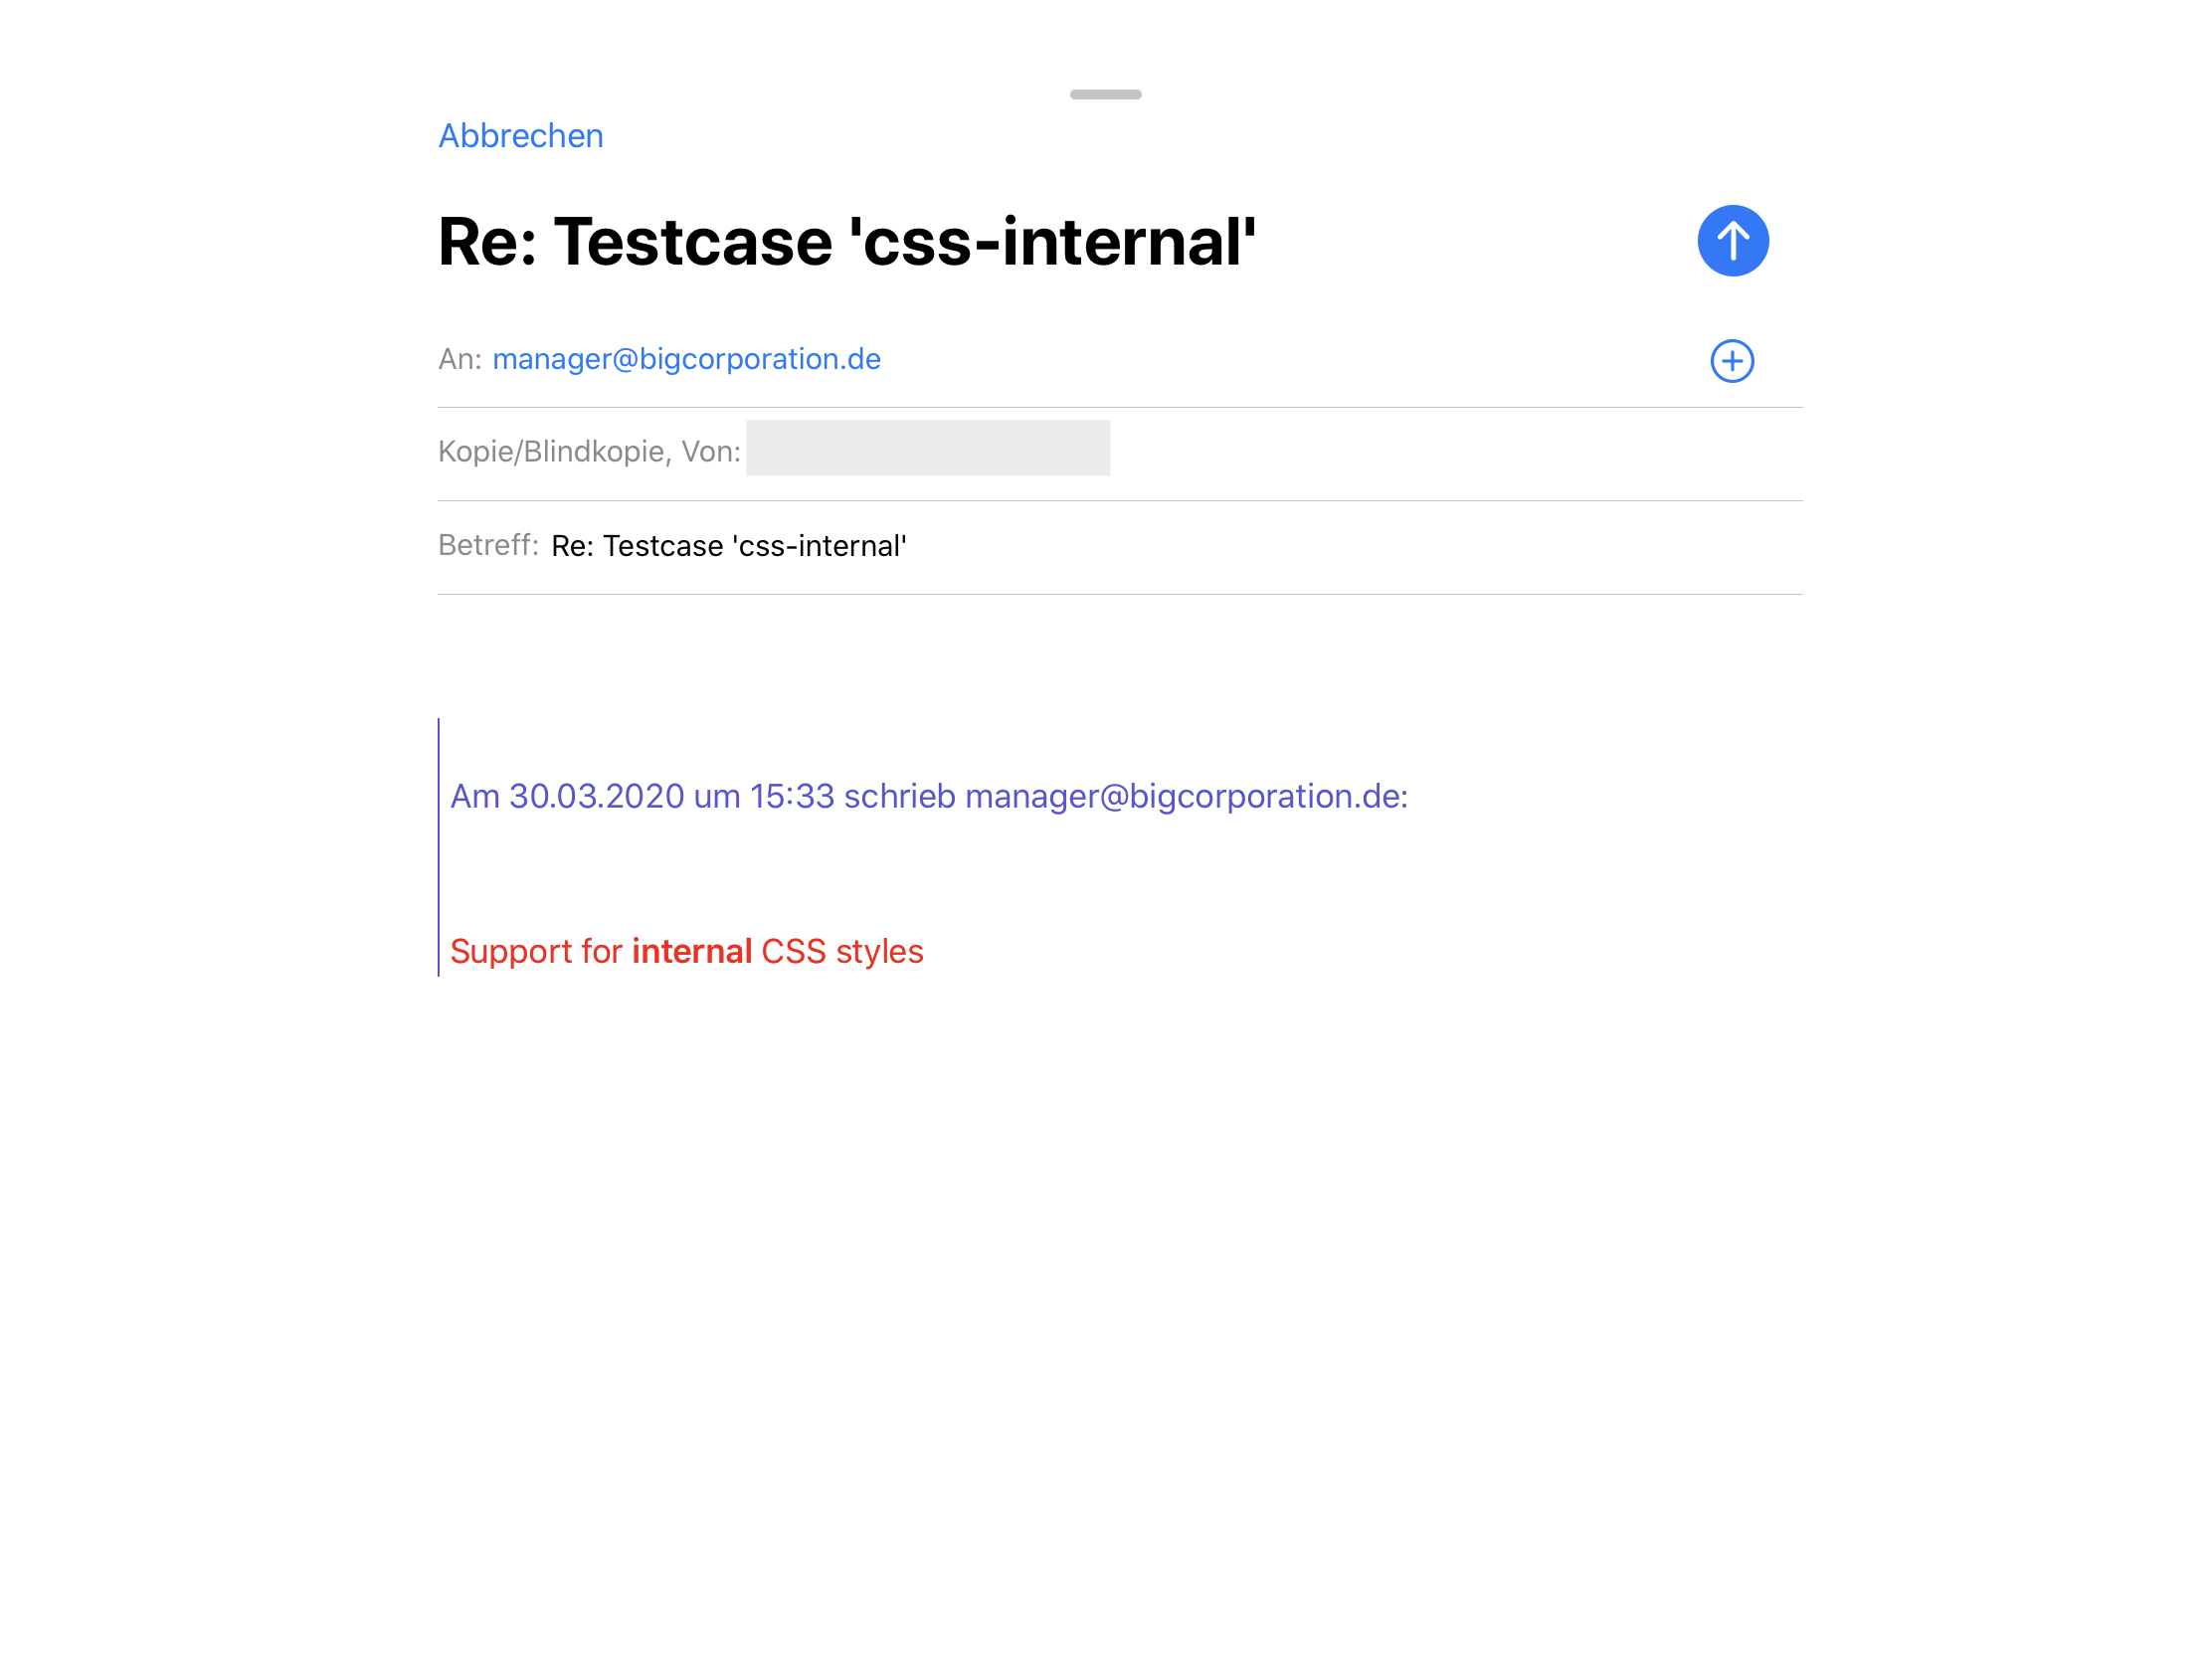 Abbrechen
Re: Testcase 'css-internal'
An: manager@bigcorporation.de
Kopie/Blindkopie, Von:
Betreff: Re: Testcase 'css-internal'
Am 30.03.2020 um 15:33 schrieb manager@bigcorporation.de:
Support for internal CSS styles